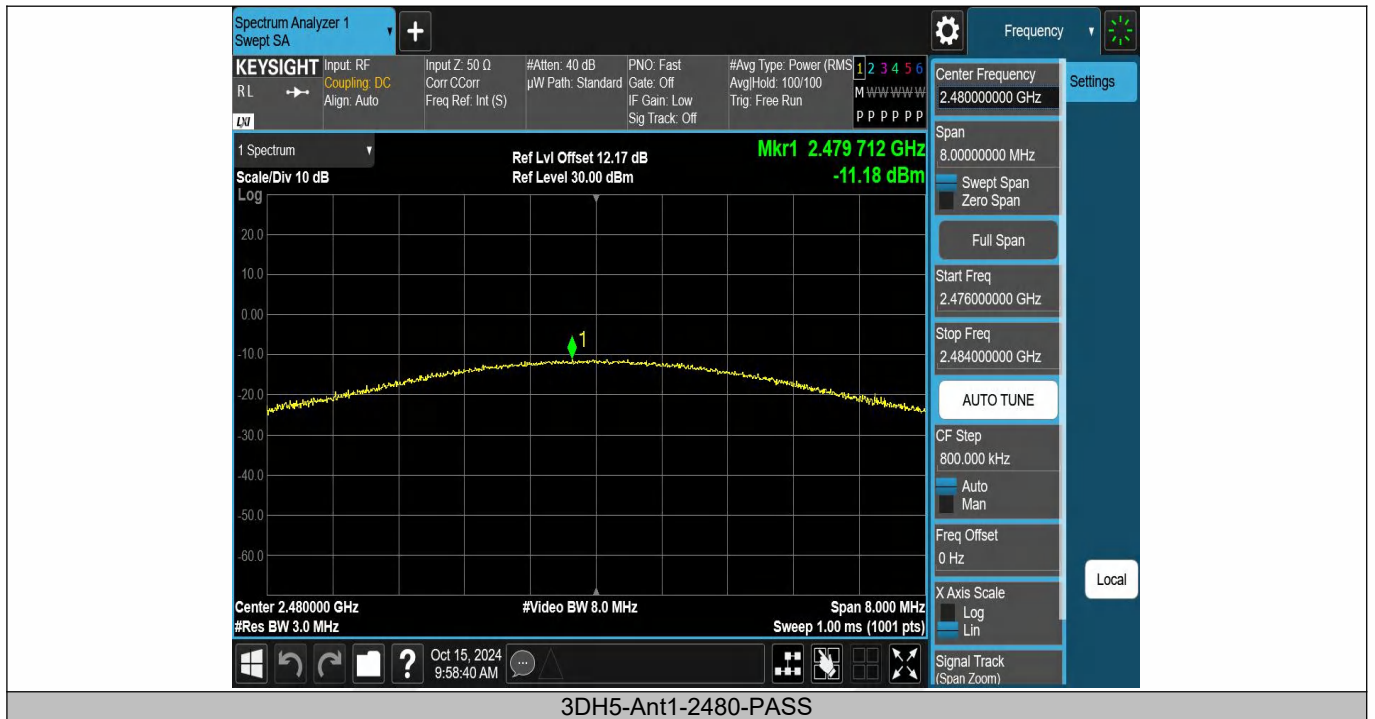 Spectrum Analyzer 1
Swept SA
+
Frequency
KEYSIGHT
RL
LXI
Input: RF
Coupling: DC
Align: Auto
Input Z: 50 Ω
Corr CCorr
Freq Ref: Int (S)
#Atten: 40 dB
µW Path: Standard
PNO: Fast
Gate: Off
IF Gain: Low
Sig Track: Off
#Avg Type: Power (RMS
Avg|Hold: 100/100
Trig: Free Run
1 2 3 4 5 6
M W W W W W
P P P P P P
Center Frequency
2.480000000 GHz
Settings
Span
8.00000000 MHz
Swept Span
Zero Span
Full Span
Start Freq
2.476000000 GHz
Stop Freq
2.484000000 GHz
AUTO TUNE
CF Step
800.000 kHz
Auto
Man
Freq Offset
0 Hz
X Axis Scale
Log
Lin
Signal Track
(Span Zoom)
Local
1 Spectrum
Scale/Div 10 dB
Log
Ref Lvl Offset 12.17 dB
Ref Level 30.00 dBm
Mkr1 2.479 712 GHz
-11.18 dBm
20.0
10.0
0.00
1
-10.0
-20.0
-30.0
-40.0
-50.0
-60.0
Center 2.480000 GHz
#Video BW 8.0 MHz
Span 8.000 MHz
#Res BW 3.0 MHz
Sweep 1.00 ms (1001 pts)
?
Oct 15, 2024
9:58:40 AM
3DH5-Ant1-2480-PASS